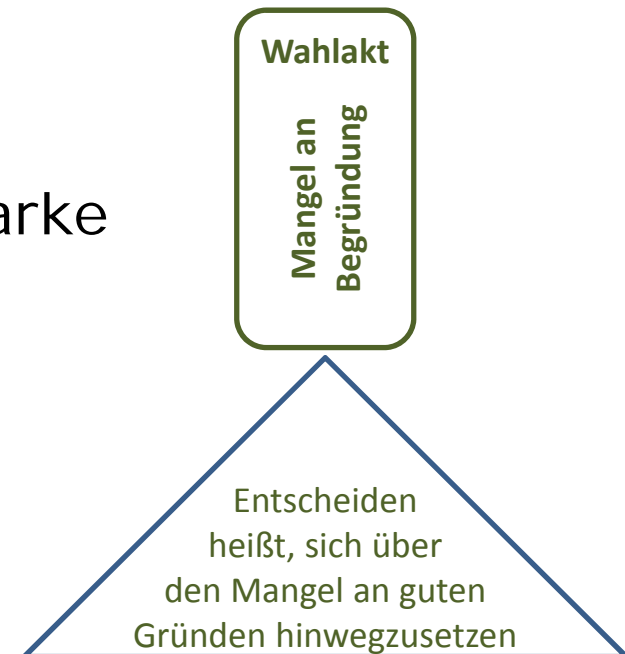 Wahlakt
Mangel an
Begründung
arke
Entscheiden
heißt, sich über
den Mangel an guten
Gründen hinwegzusetzen